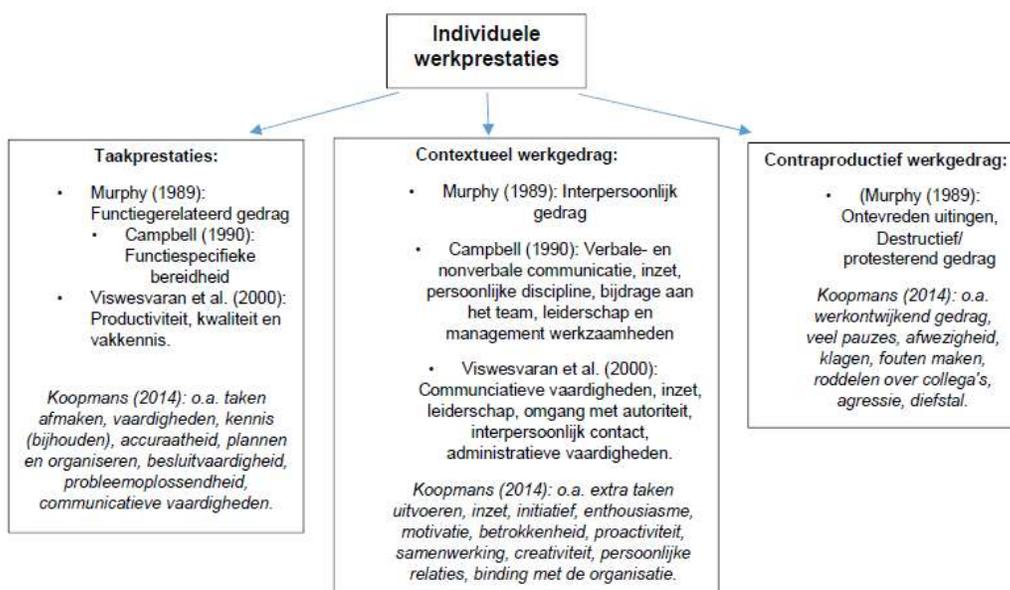 Individuele
werkprestaties
Taakprestaties:
• Murphy (1989):
Functiegerelateerd gedrag
• Campbell (1990):
Functiespecifieke
bereidheid
• Viswesvaran et al. (2000):
Productiviteit, kwaliteit en
vakkennis.
Koopmans (2014): o.a. taken
afmaken, vaardigheden, kennis
(bijhouden), accuraatheid, plannen
en organiseren, besluitvaardigheid,
probleemoplossendheid,
communicatieve vaardigheden.
Contextueel werkgedrag:
• Murphy (1989): Interpersoonlijk
gedrag
• Campbell (1990): Verbale- en
nonverbale communicatie, inzet,
persoonlijke discipline, bijdrage aan
het team, leiderschap en
management werkzaamheden
• Viswesvaran et al. (2000):
Communciatieve vaardigheden, inzet,
leiderschap, omgang met autoriteit,
interpersoonlijk contact,
administratieve vaardigheden.
Koopmans (2014): o.a. extra taken
uitvoeren, inzet, initiatief, enthousiasme,
motivatie, betrokkenheid, proactiviteit,
samenwerking, creativiteit, persoonlijke
relaties, binding met de organisatie.
Contraproductief werkgedrag:
• (Murphy (1989):
Ontevreden uitingen,
Destructief/
protesterend gedrag
Koopmans (2014): o.a.
werkontwijkend gedrag,
veel pauzes, afwezigheid,
klagen, fouten maken,
roddelen over collega's,
agressie, diefstal.